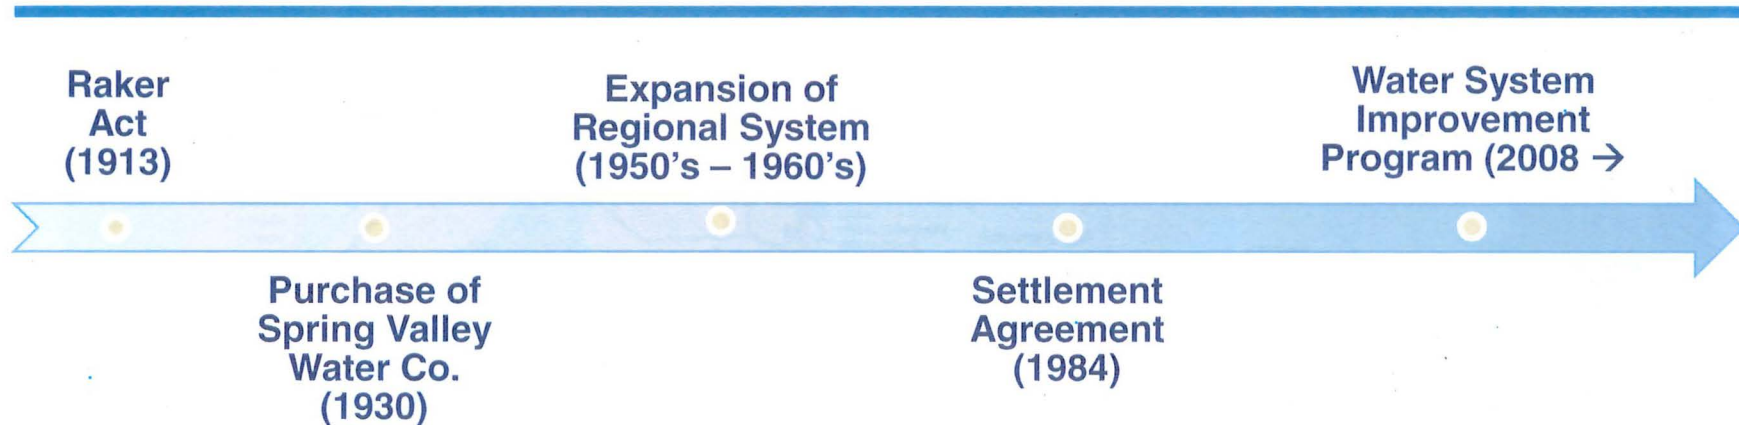 Raker
Act
(1913)
Purchase of
Spring Valley
Water Co.
(1930)
Expansion of
Regional System
(1950's – 1960's)
Settlement
Agreement
(1984)
Water System
Improvement
Program (2008 →